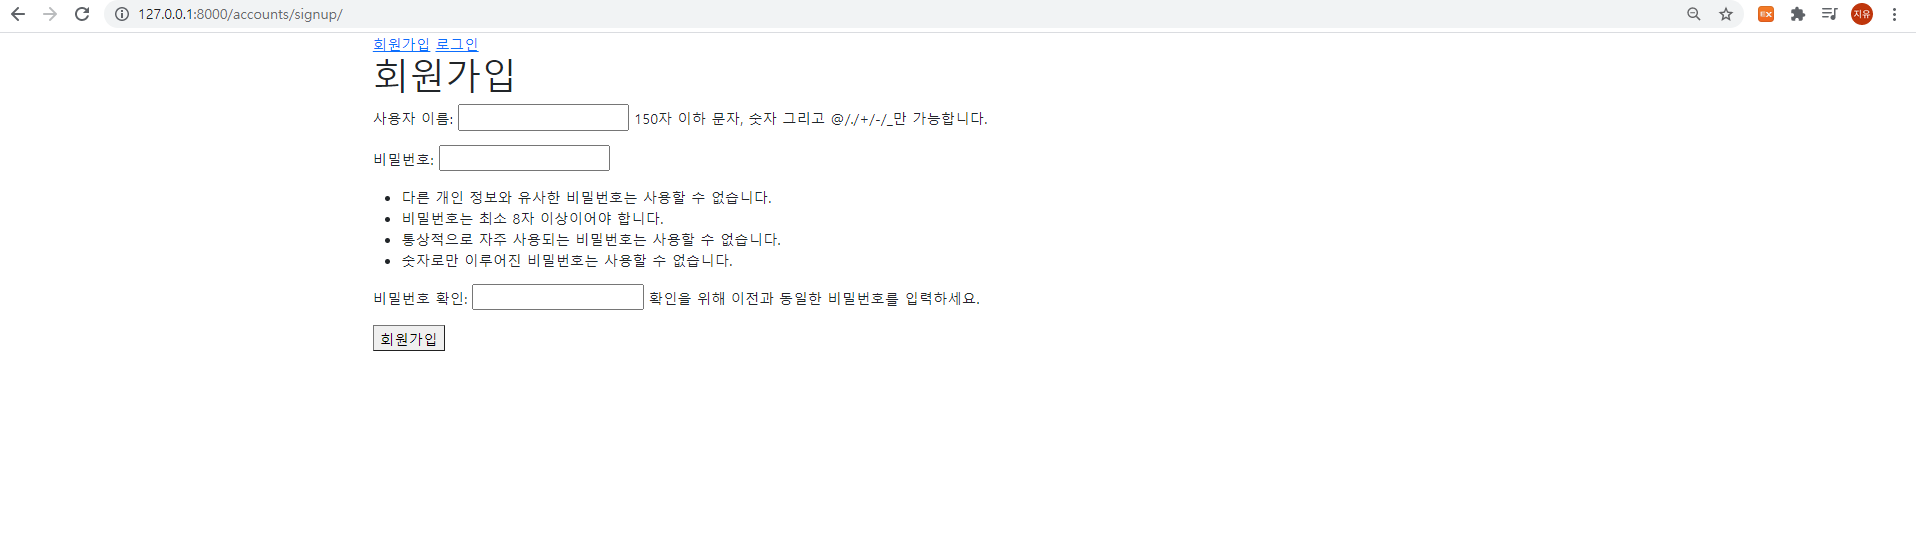 127.0.0.1:8000/accounts/signup/
EX
지유
회원가입 로그인
회원가입
사용자 이름: 150자 이하 문자, 숫자 그리고 @/./+/-/_만 가능합니다.
비밀번호:
다른 개인 정보와 유사한 비밀번호는 사용할 수 없습니다.
비밀번호는 최소 8자 이상이어야 합니다.
통상적으로 자주 사용되는 비밀번호는 사용할 수 없습니다.
숫자로만 이루어진 비밀번호는 사용할 수 없습니다.
비밀번호 확인: 확인을 위해 이전과 동일한 비밀번호를 입력하세요.
회원가입